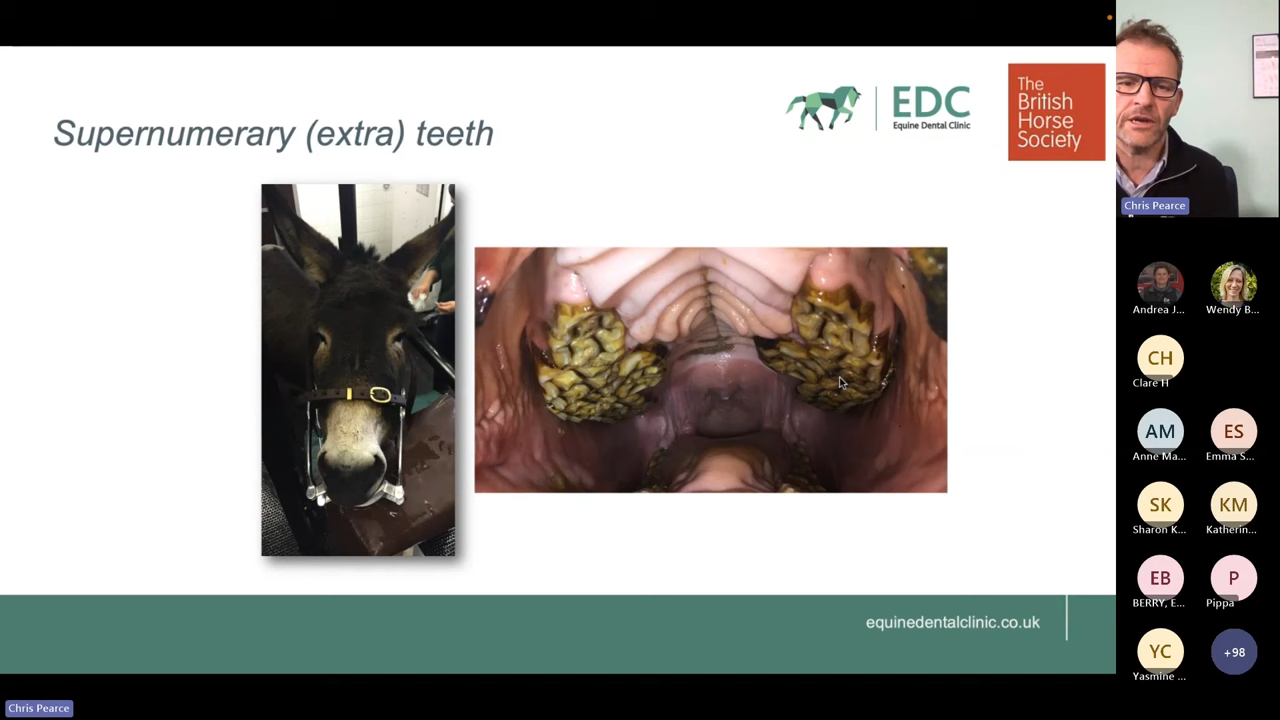 Supernumerary (extra) teeth
EDC
Equine Dental Clinic
The
British
Horse
Society
equinedentalclinic.co.uk
Chris Pearce
Andrea J...
Wendy B...
CH
Clare H
AM
Anne Ma...
ES
Emma S...
SK
Sharon K...
KM
Katherin...
EB
BERRY, E...
P
Pippa
YC
Yasmine ...
+98
Chris Pearce